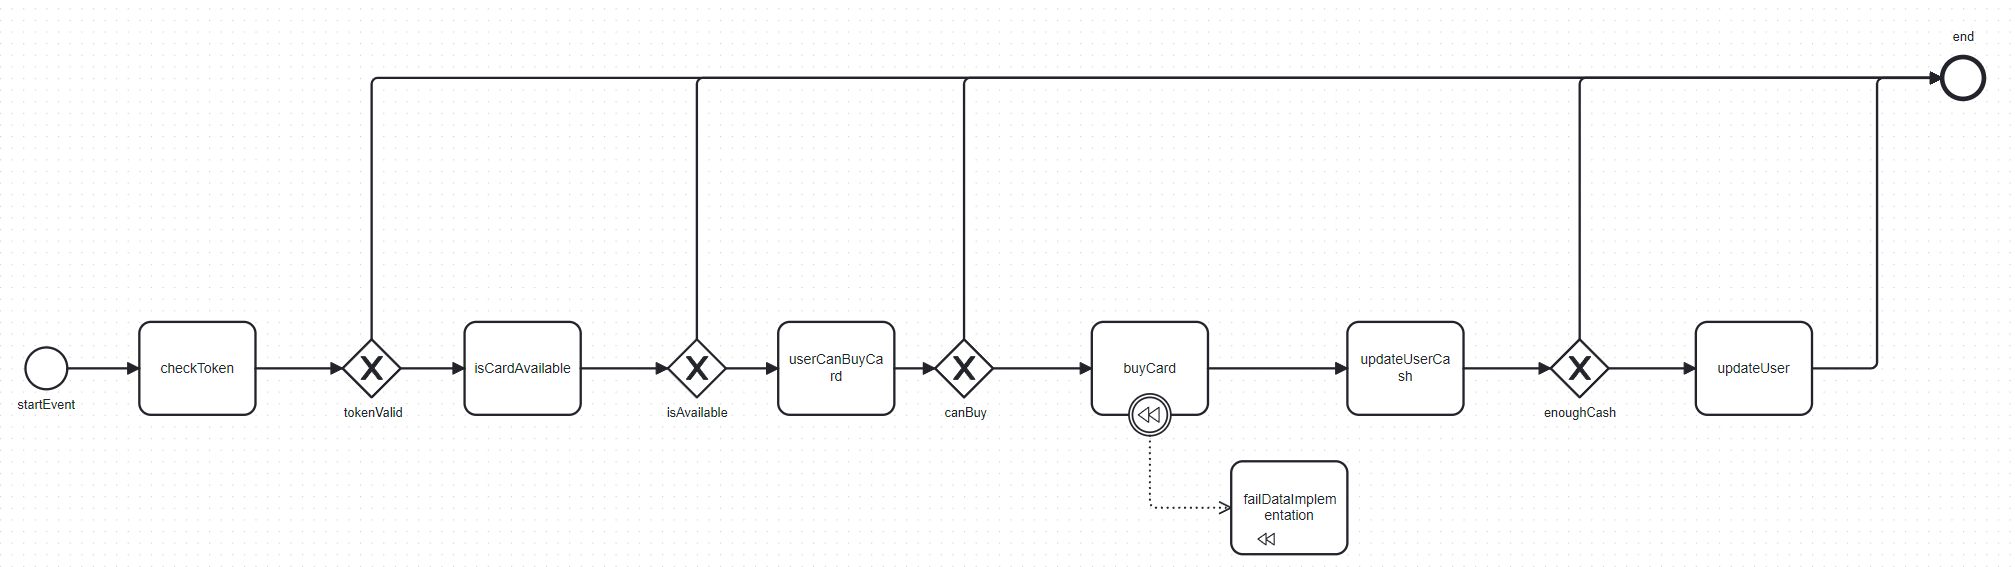 end
startEvent
checkToken
tokenValid
isCardAvailable
isAvailable
userCanBuyCa
rd
canBuy
buyCard
updateUserCa
sh
enoughCash
updateUser
failDataImplem
entation